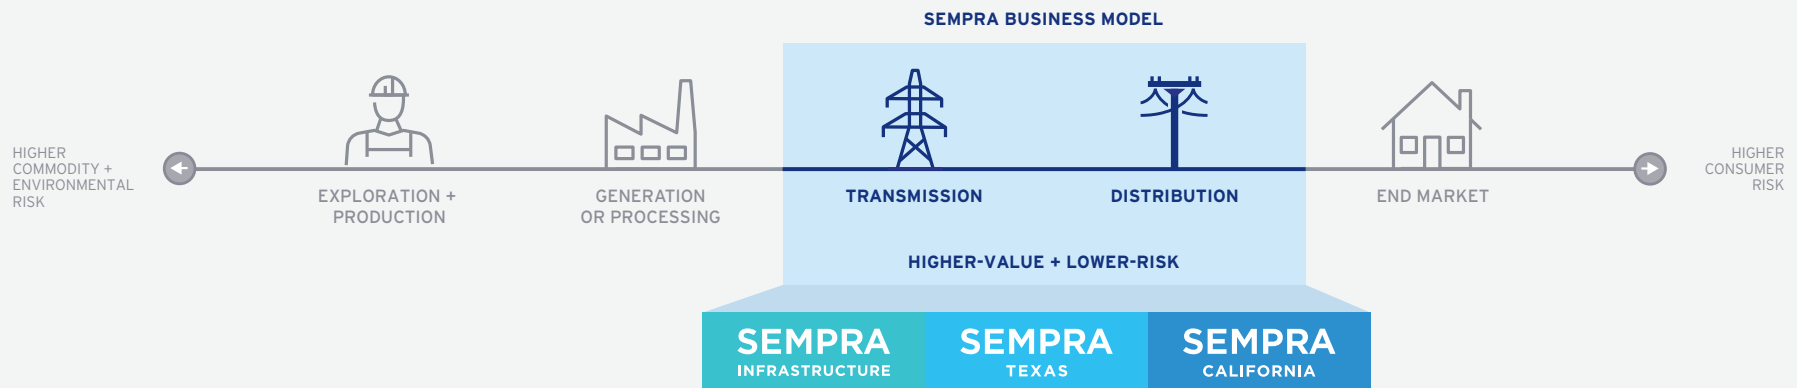 SEMPRA BUSINESS MODEL
HIGHER
COMMODITY +
ENVIRONMENTAL
RISK
EXPLORATION +
PRODUCTION
GENERATION
OR PROCESSING
TRANSMISSION
DISTRIBUTION
END MARKET
HIGHER
CONSUMER
RISK
HIGHER-VALUE + LOWER-RISK
SEMPRA
INFRASTRUCTURE
SEMPRA
TEXAS
SEMPRA
CALIFORNIA